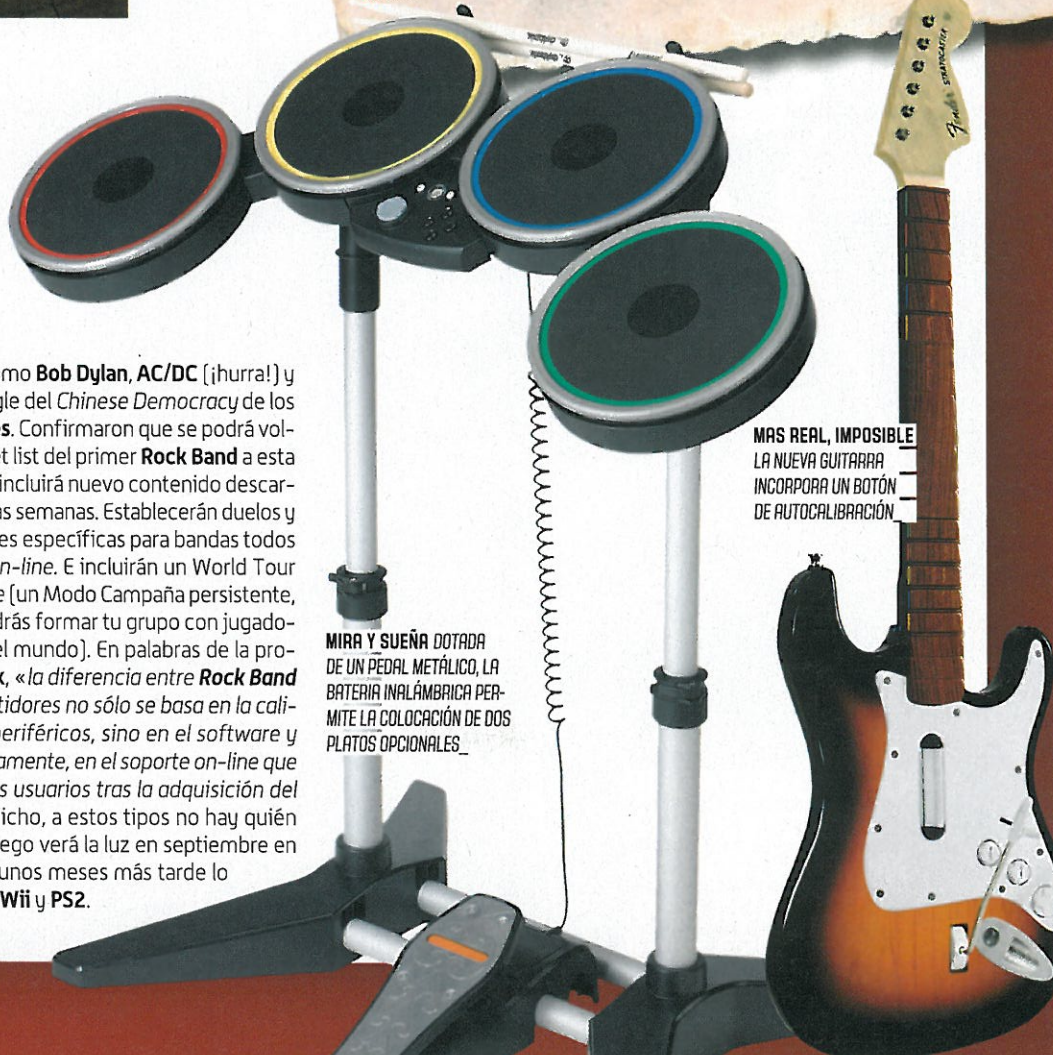 Fender STRATOCASTER
mo Bob Dylan, AC/DC (¡hurra!) y
gle del Chinese Democracy de los
s. Confirmaron que se podrá vol-
et list del primer Rock Band a esta
incluirá nuevo contenido descar-
as semanas. Establecerán duelos y
es específicas para bandas todos
n-line. E incluirán un World Tour
e (un Modo Campaña persistente,
drás formar tu grupo con jugado-
el mundo). En palabras de la pro-
x, «la diferencia entre Rock Band
tidores no sólo se basa en la cali-
periféricos, sino en el software y
amente, en el soporte on-line que
s usuarios tras la adquisición del
icho, a estos tipos no hay quién
ego verá la luz en septiembre en
unos meses más tarde lo
Wii y PS2.
MIRA Y SUEÑA DOTADA
DE UN PEDAL METÁLICO, LA
BATERIA INALÁMBRICA PER-
MITE LA COLOCACIÓN DE DOS
PLATOS OPCIONALES_
MAS REAL, IMPOSIBLE
LA NUEVA GUITARRA
INCORPORA UN BOTÓN
DE AUTOCALIBRACIÓN_